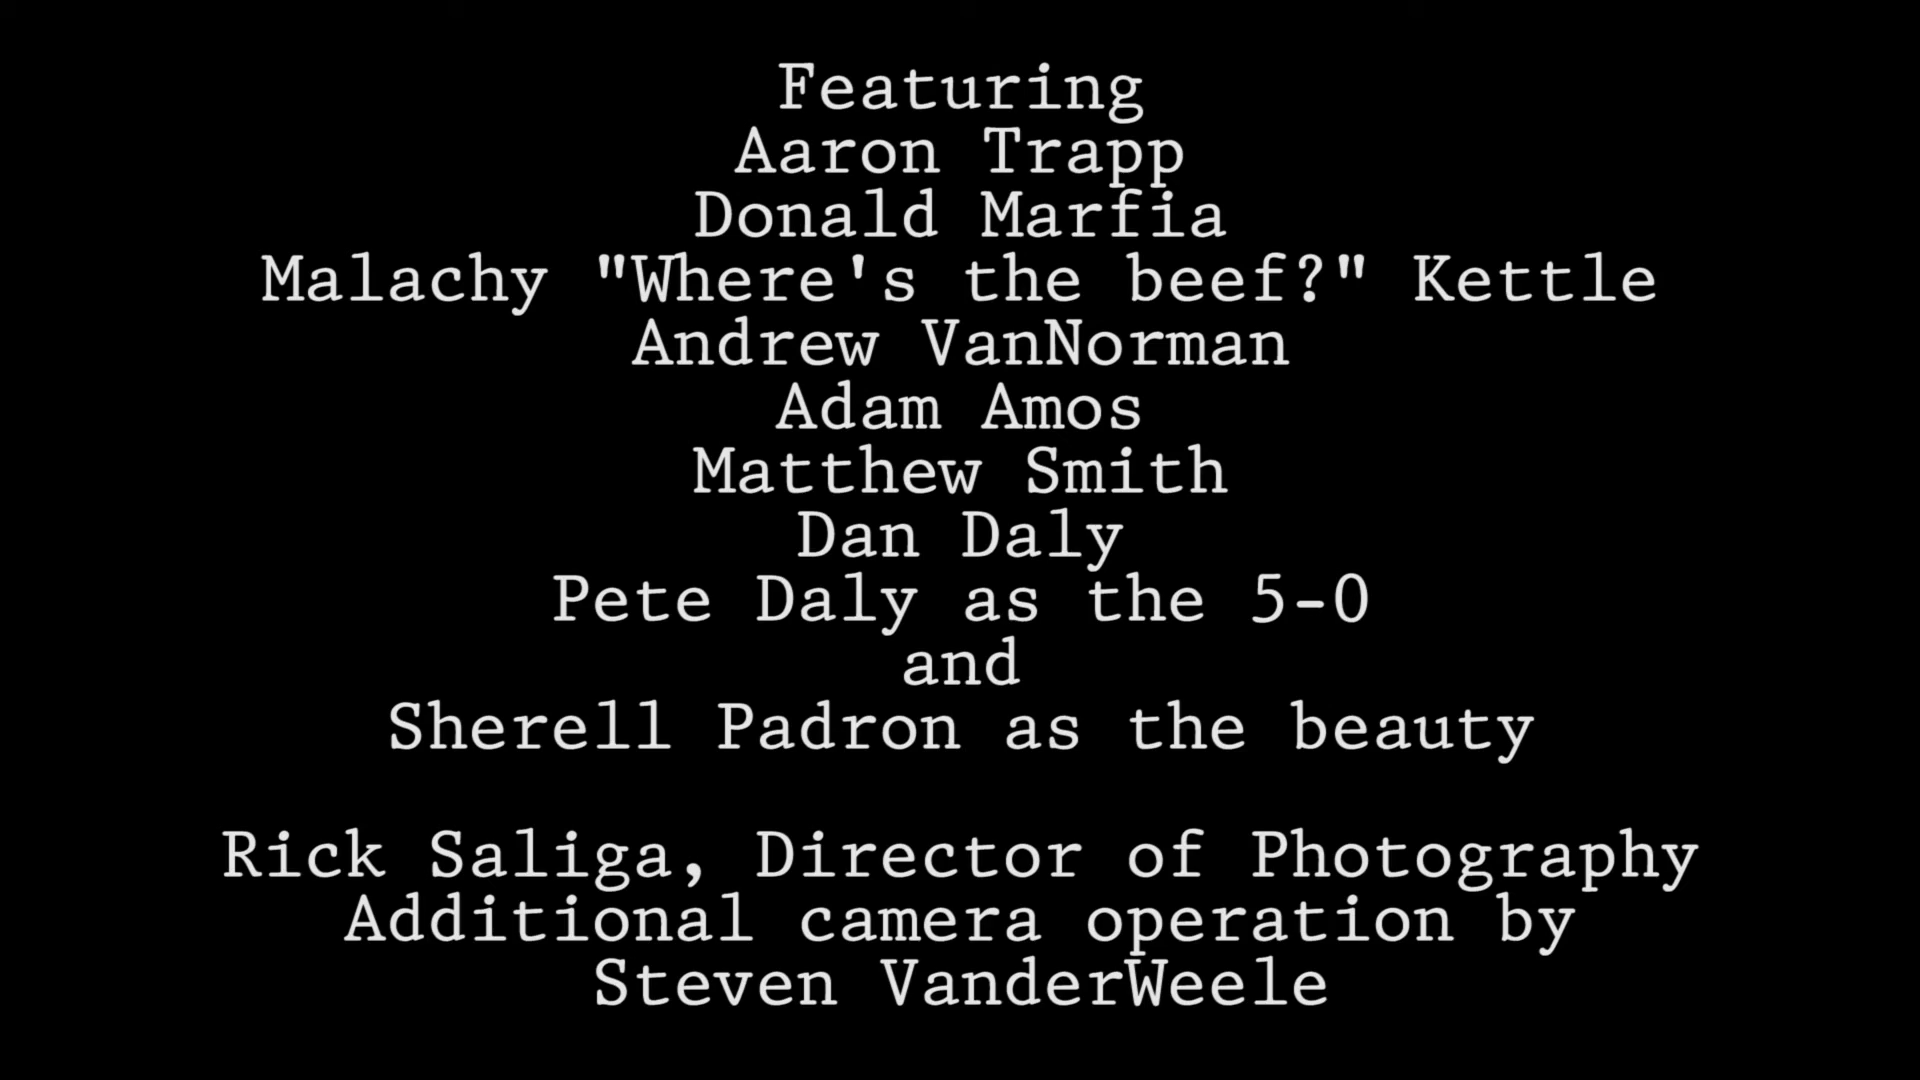 Featuring
Aaron Trapp
Donald Marfia
Malachy "Where's the beef?" Kettle
Andrew VanNorman
Adam Amos
Matthew Smith
Dan Daly
Pete Daly as the 5-0
and
Sherell Padron as the beauty
Rick Saliga, Director of Photography
Additional camera operation by
Steven VanderWeele